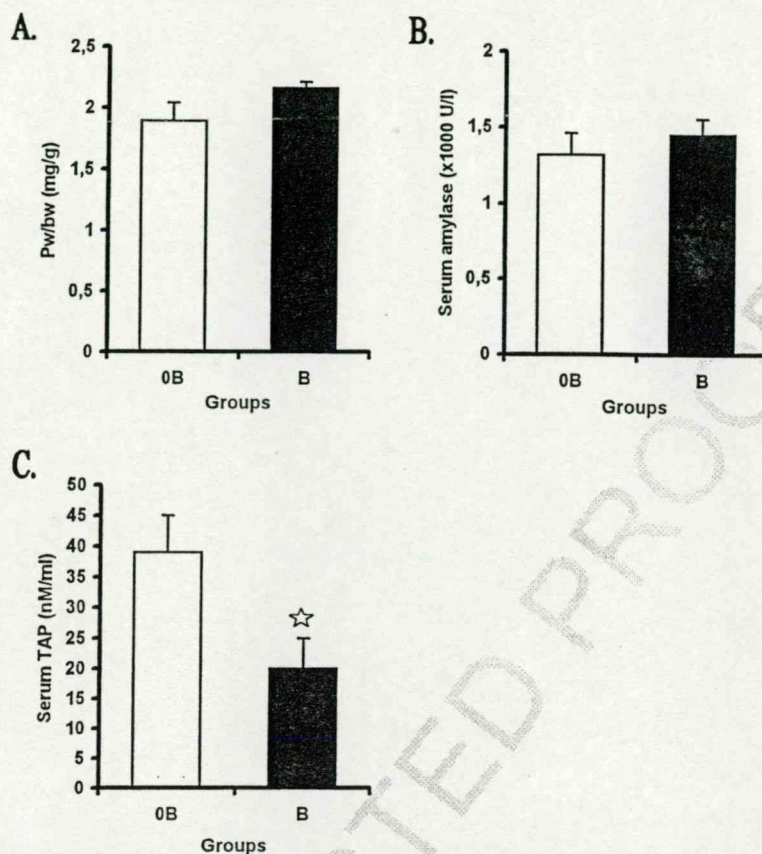 A.
Pw/bw (mg/g)
2,5
2
1,5
1
0,5
0
0B
B
Groups
B.
Serum amylase (x1000 U/l)
2
1,5
1
0,5
0
0B
B
Groups
C.
Serum TAP (nM/ml)
50
45
40
35
30
25
20
15
10
5
0
☆
0B
B
Groups
TED PROO